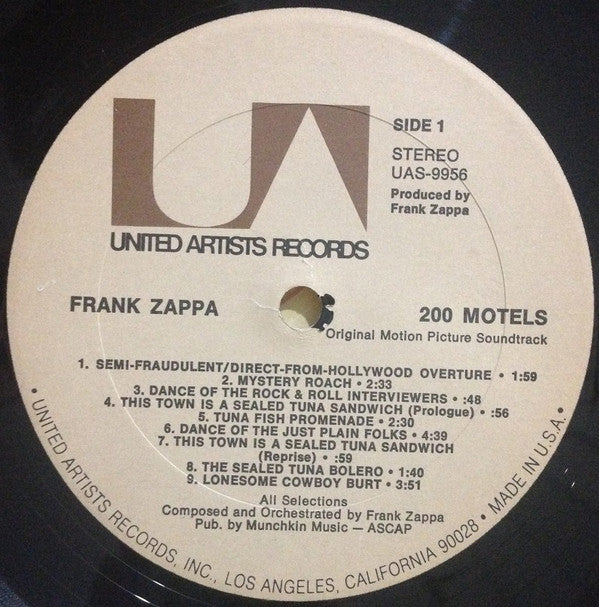 UA
SIDE 1
STEREO
UAS-9956
Produced by
Frank Zappa
UNITED ARTISTS RECORDS
FRANK ZAPPA
200 MOTELS
Original Motion Picture Soundtrack
1. SEMI-FRAUDULENT/DIRECT-FROM-HOLLYWOOD OVERTURE • 1:59
2. MYSTERY ROACH • 2:33
3. DANCE OF THE ROCK & ROLL INTERVIEWERS • :48
4. THIS TOWN IS A SEALED TUNA SANDWICH (Prologue) • :56
5. TUNA FISH PROMENADE • 2:30
6. DANCE OF THE JUST PLAIN FOLKS • 4:39
7. THIS TOWN IS A SEALED TUNA SANDWICH
(Reprise) • :59
8. THE SEALED TUNA BOLERO • 1:40
9. LONESOME COWBOY BURT • 3:51
All Selections
Composed and Orchestrated by Frank Zappa
Pub. by Munchkin Music — ASCAP
• UNITED ARTISTS RECORDS, INC., LOS ANGELES, CALIFORNIA 90028 • MADE IN U.S.A. •